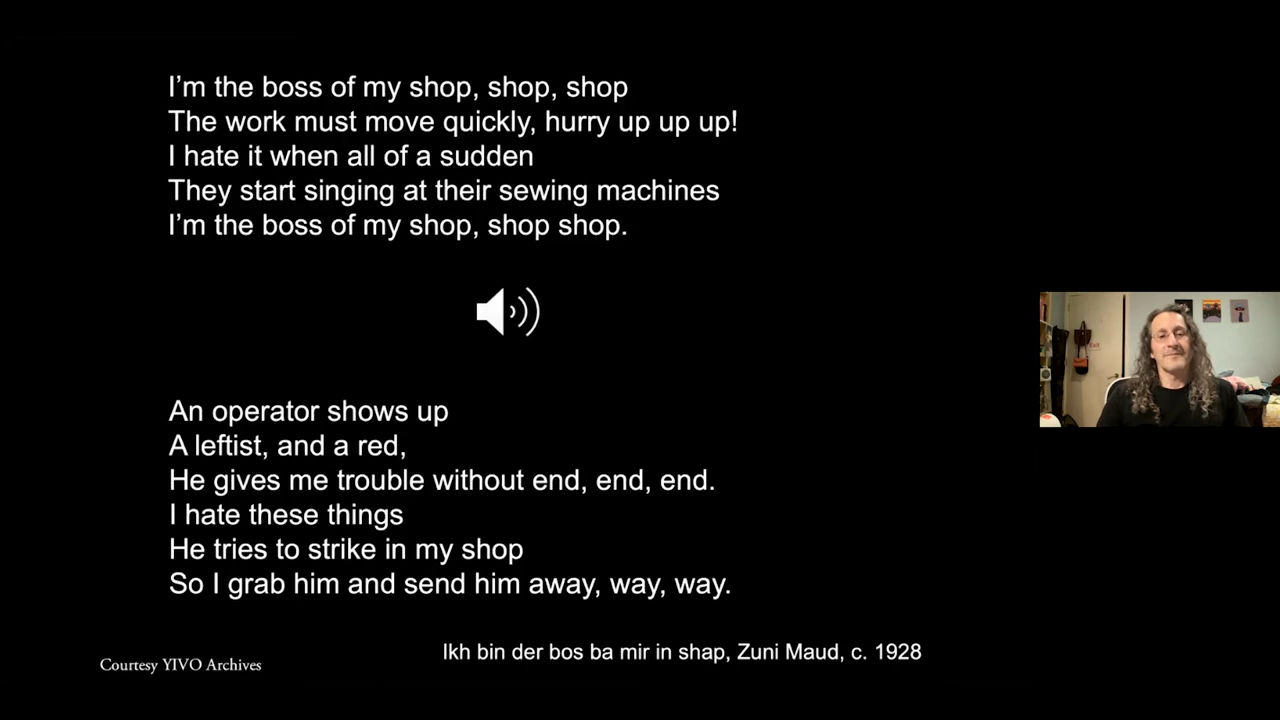 I'm the boss of my shop, shop, shop
The work must move quickly, hurry up up up!
I hate it when all of a sudden
They start singing at their sewing machines
I'm the boss of my shop, shop shop.
An operator shows up
A leftist, and a red,
He gives me trouble without end, end, end.
I hate these things
He tries to strike in my shop
So I grab him and send him away, way, way.
Ikh bin der bos ba mir in shap, Zuni Maud, c. 1928
Courtesy YIVO Archives